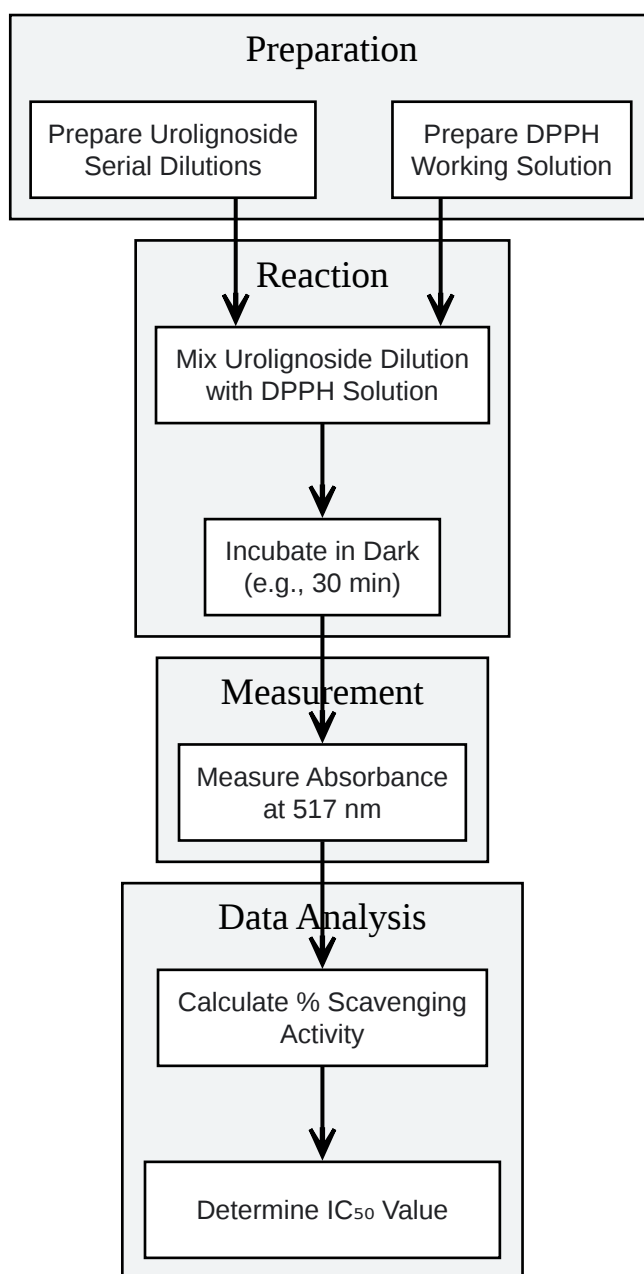 Preparation
Prepare Urolignoside
Serial Dilutions
Prepare DPPH
Working Solution
Reaction
Mix Urolignoside Dilution
with DPPH Solution
Incubate in Dark
(e.g., 30 min)
Measurement
Measure Absorbance
at 517 nm
Data Analysis
Calculate % Scavenging
Activity
Determine IC₅₀ Value